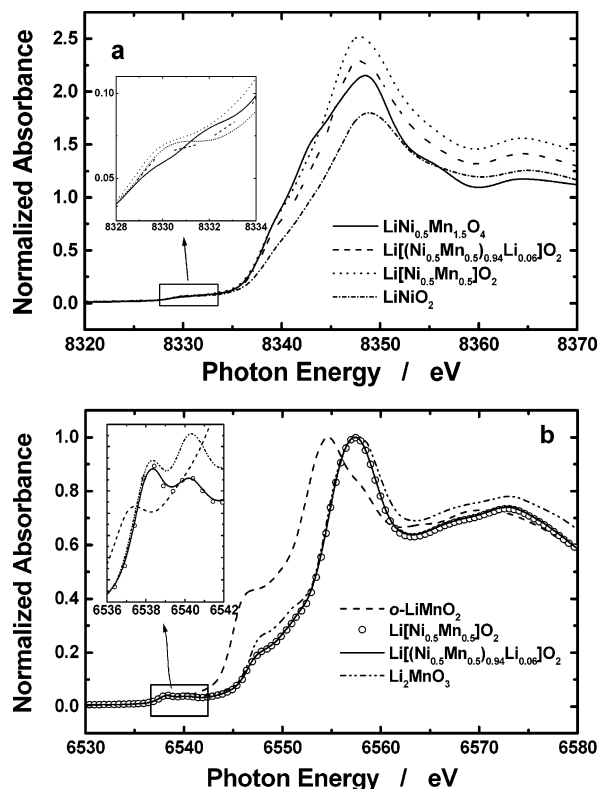 a
Normalized Absorbance
2.5
2.0
1.5
1.0
0.5
0.0
0.10
0.05
8328 8330 8332 8334
LiNi0.5Mn1.5O4
Li[(Ni0.5Mn0.5)0.94Li0.06]O2
Li[Ni0.5Mn0.5]O2
LiNiO2
8320 8330 8340 8350 8360 8370
Photon Energy / eV
b
Normalized Absorbance
1.0
0.8
0.6
0.4
0.2
0.0
6536 6538 6540 6542
o-LiMnO2
Li[Ni0.5Mn0.5]O2
Li[(Ni0.5Mn0.5)0.94Li0.06]O2
Li2MnO3
6530 6540 6550 6560 6570 6580
Photon Energy / eV